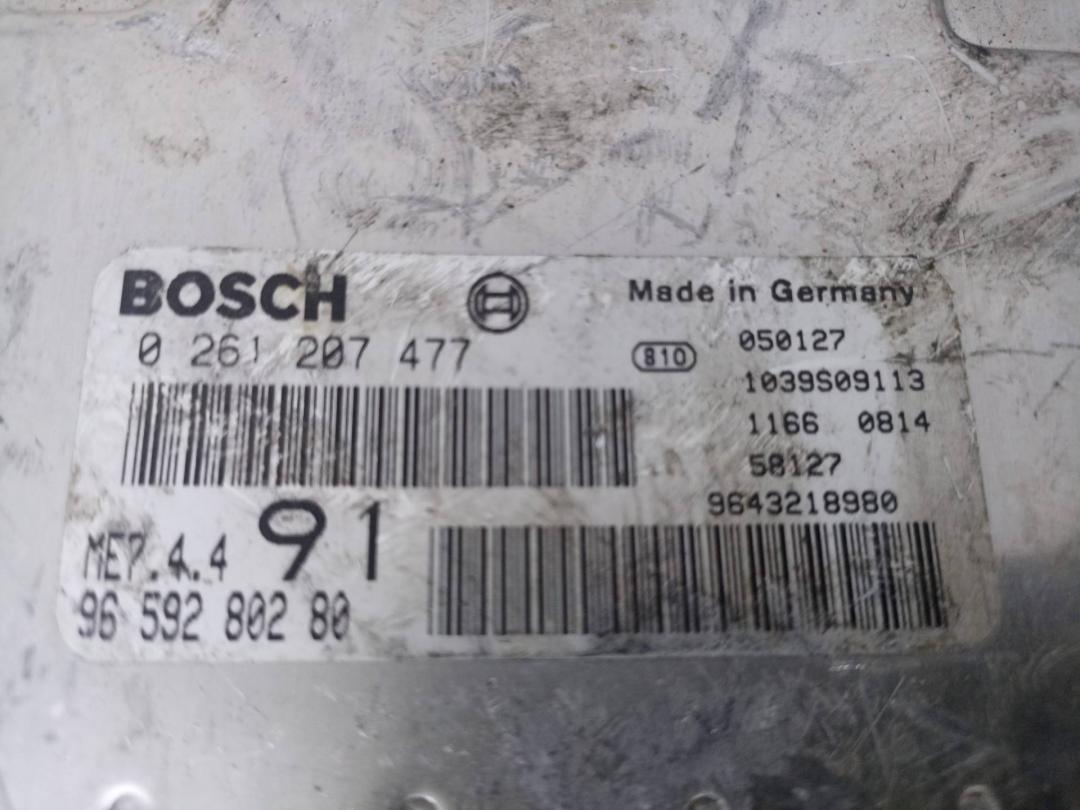 BOSCH
Made in Germany
0 261 207 477
810
050127
1039S09113
1166 0814
58127
9643218980
ME7.4.4 91
96 592 802 80